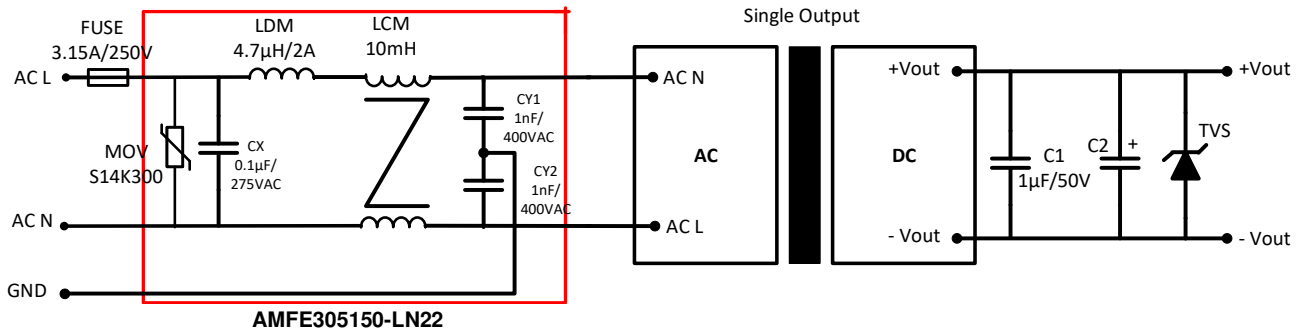 Single Output
FUSE
3.15A/250V
LDM
4.7µH/2A
LCM
10mH
AC L
AC N
+Vout
+Vout
CY1
1nF/
400VAC
MOV
S14K300
CX
0.1µF/
275VAC
AC
DC
C1
1µF/50V
C2
+
TVS
CY2
1nF/
400VAC
AC N
AC L
- Vout
- Vout
GND
AMFE305150-LN22